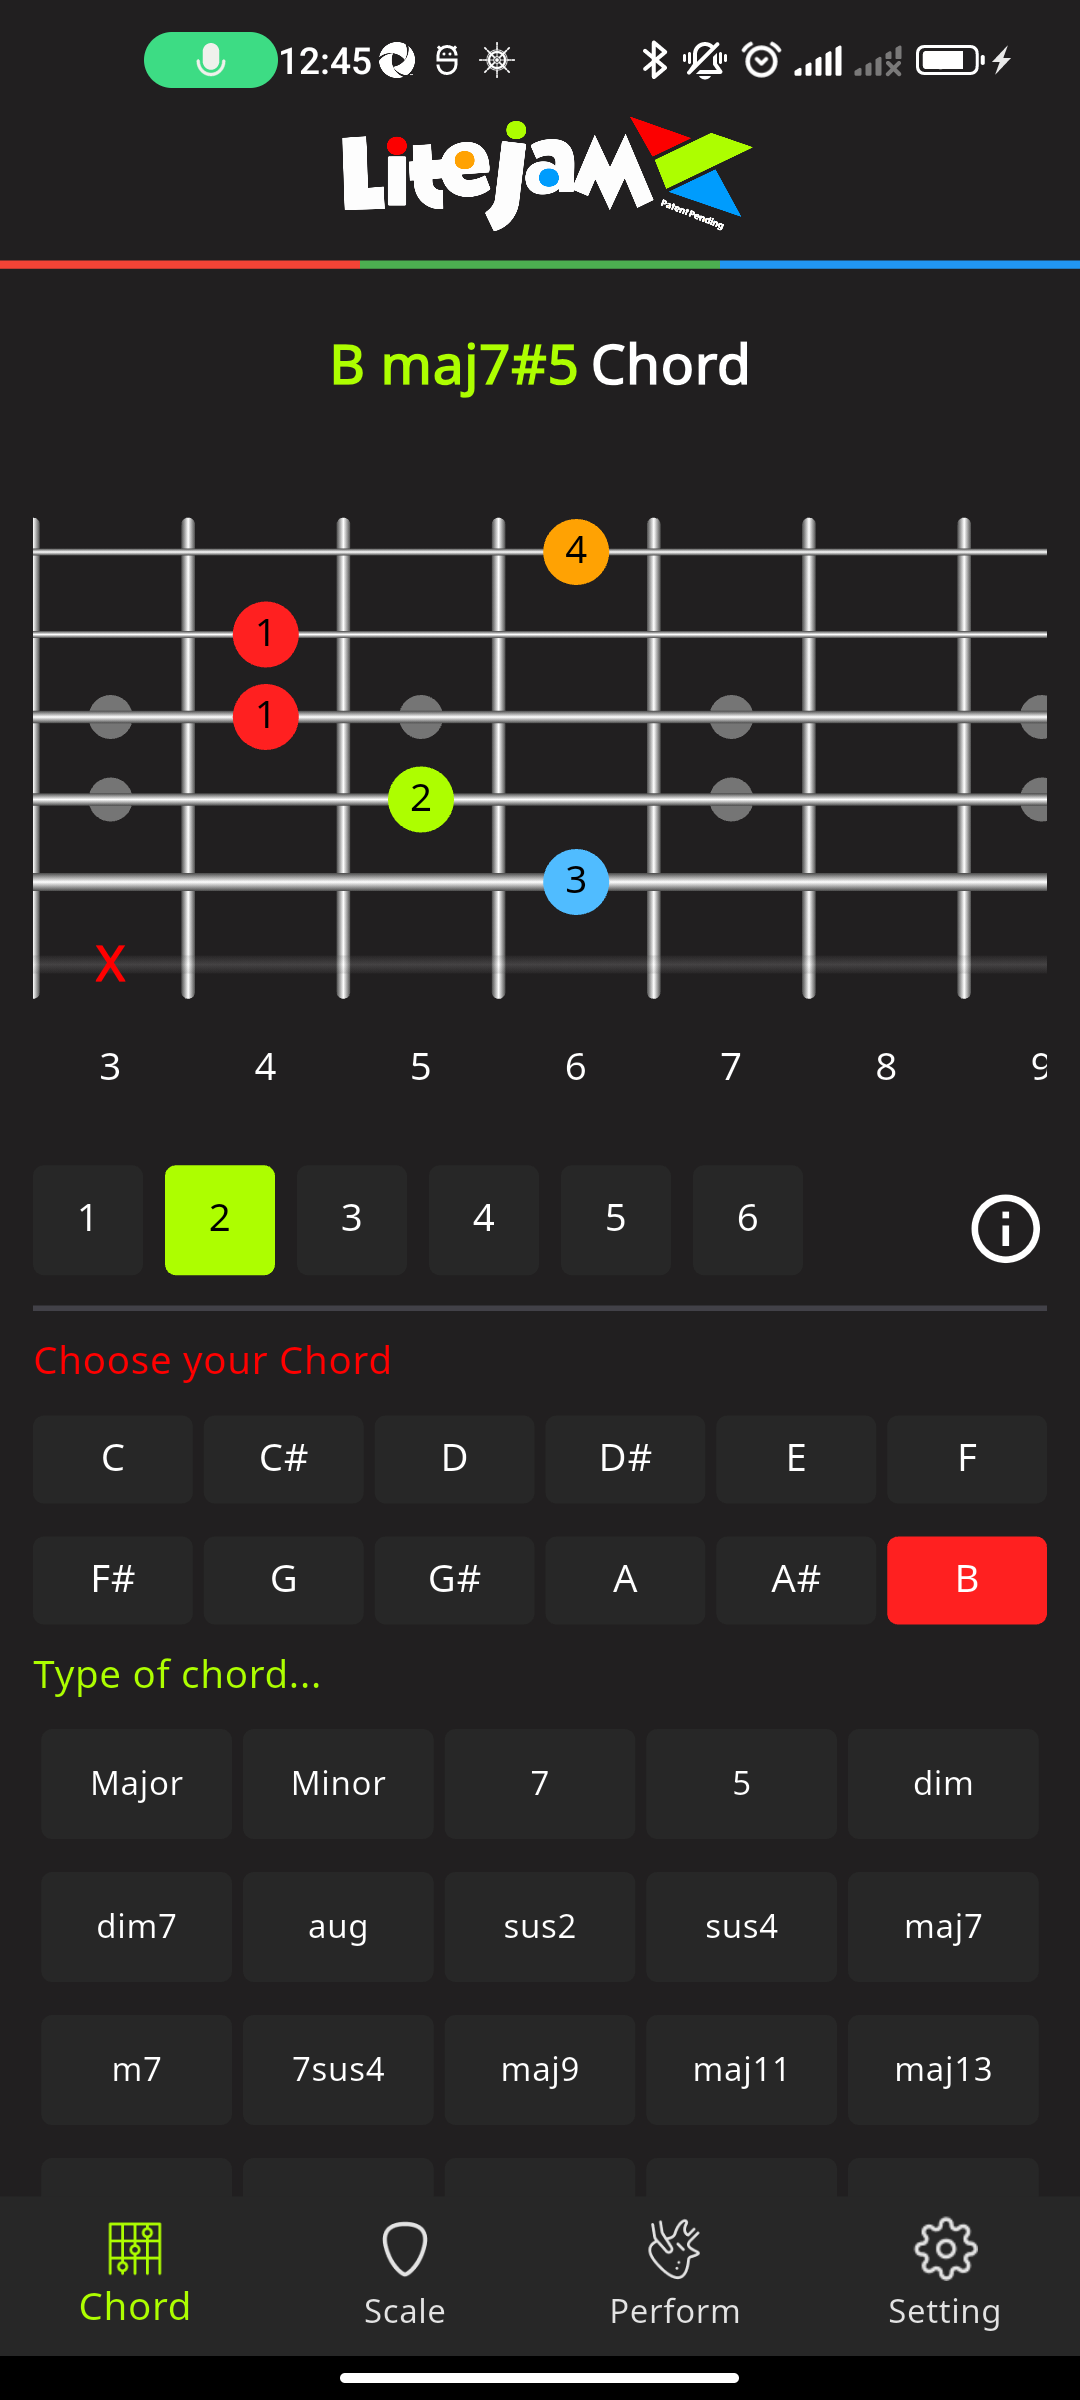 12:45
Litejam
Patent Pending
B maj7#5 Chord
4
1
1
2
3
X
3 4 5 6 7 8 9
1 2 3 4 5 6
Choose your Chord
C C# D D# E F
F# G G# A A# B
Type of chord...
Major Minor 7 5 dim
dim7 aug sus2 sus4 maj7
m7 7sus4 maj9 maj11 maj13
Chord Scale Perform Setting